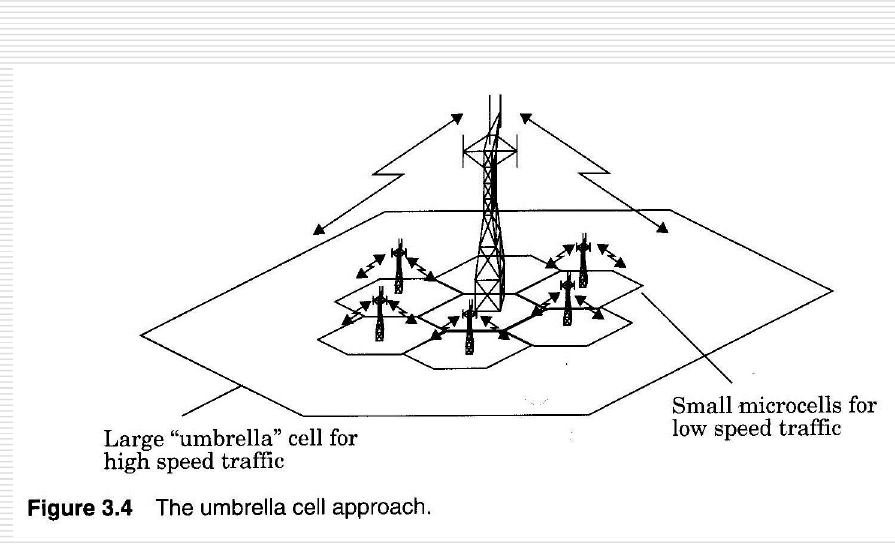 Small microcells for
low speed traffic
Large “umbrella” cell for
high speed traffic
Figure 3.4 The umbrella cell approach.